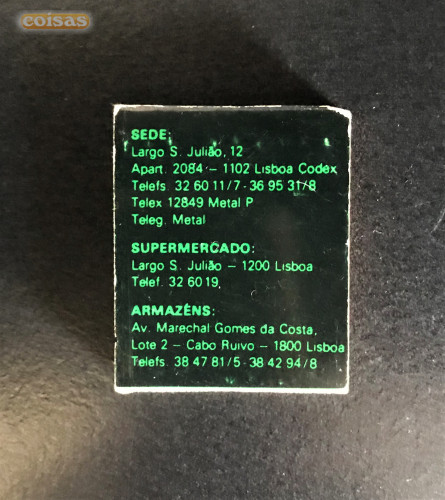 coisas
SEDE:
Largo S. Julião, 12
Apart. 2084 - 1102 Lisboa Codex
Telefs. 32 60 11/7 - 36 95 31/8
Telex 12849 Metal P
Teleg. Metal
SUPERMERCADO:
Largo S. Julião - 1200 Lisboa
Telef. 32 60 19,
ARMAZÉNS:
Av. Marechal Gomes da Costa,
Lote 2 - Cabo Ruivo - 1800 Lisboa
Telefs. 38 47 81/5 - 38 42 94/8